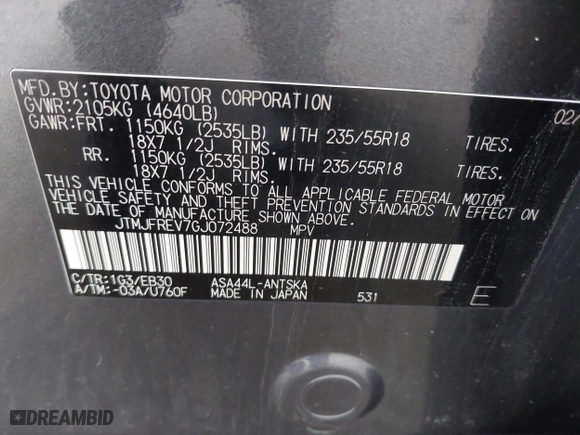 MFD.BY:TOYOTA MOTOR CORPORATION 02/
GVWR:2105KG (4640LB)
GAWR:FRT. 1150KG (2535LB) WITH 235/55R18 TIRES,
18X7 1/2J RIMS.
RR. 1150KG (2535LB) WITH 235/55R18 TIRES,
18X7 1/2J RIMS.
THIS VEHICLE CONFORMS TO ALL APPLICABLE FEDERAL MOTOR
VEHICLE SAFETY AND THEFT PREVENTION STANDARDS IN EFFECT ON
THE DATE OF MANUFACTURE SHOWN ABOVE.
JTMJFREV7GJ072488 MPV
C/TR:1G3/EB30 ASA44L-ANTSKA
A/TM:-03A/U760F MADE IN JAPAN 531 E
DREAMBID